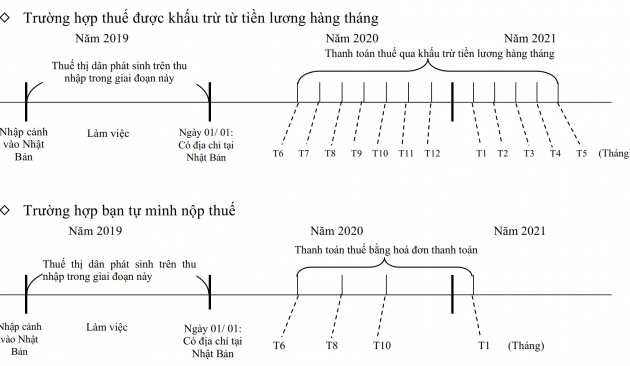 ◇ Trường hợp thuế được khấu trừ từ tiền lương hàng tháng
Năm 2019 Năm 2020 Năm 2021
Thuế thị dân phát sinh trên thu
nhập trong giai đoạn này
Thanh toán thuế qua khấu trừ tiền lương hàng tháng
Nhập cảnh
vào Nhật
Bản
Làm việc
Ngày 01/ 01:
Có địa chỉ tại
Nhật Bản
T6 T7 T8 T9 T10 T11 T12 T1 T2 T3 T4 T5 (Tháng)
◇ Trường hợp bạn tự mình nộp thuế
Năm 2019 Năm 2020 Năm 2021
Thuế thị dân phát sinh trên thu
nhập trong giai đoạn này
Thanh toán thuế bằng hoá đơn thanh toán
Nhập cảnh
vào Nhật
Bản
Làm việc
Ngày 01/ 01:
Có địa chỉ tại
Nhật Bản
T6 T8 T10 T1 (Tháng)